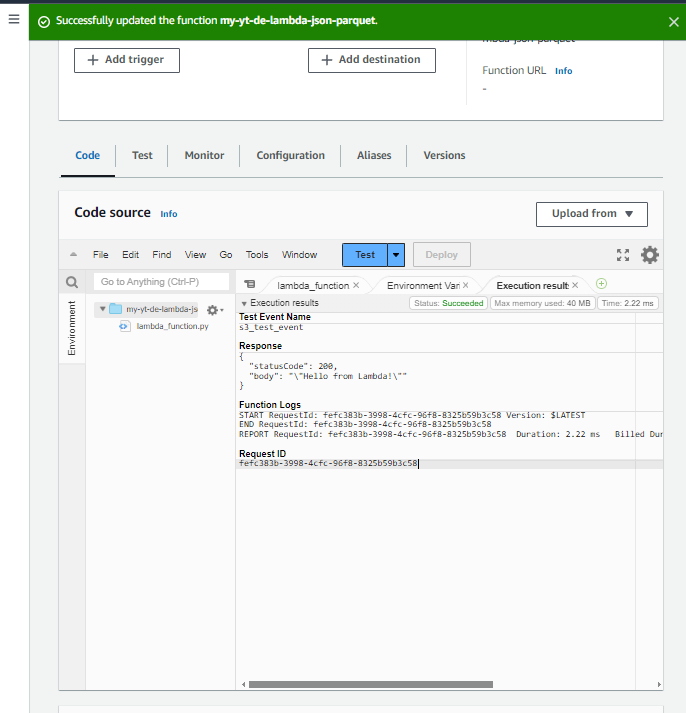 Successfully updated the function my-yt-de-lambda-json-parquet.
Add trigger
Add destination
Function URL Info
-
Code Test Monitor Configuration Aliases Versions
Code source Info
Upload from
File Edit Find View Go Tools Window Test Deploy
Go to Anything (Ctrl-P)
lambda_function
Environment Var
Execution results
Environment
my-yt-de-lambda-js
lambda_function.py
Execution results
Status: Succeeded
Max memory used: 40 MB
Time: 2.22 ms
Test Event Name
s3_test_event
Response
{
"statusCode": 200,
"body": "\"Hello from Lambda!\""
}
Function Logs
START RequestId: fefc383b-3998-4cfc-96f8-8325b59b3c58 Version: $LATEST
END RequestId: fefc383b-3998-4cfc-96f8-8325b59b3c58
REPORT RequestId: fefc383b-3998-4cfc-96f8-8325b59b3c58 Duration: 2.22 ms Billed Dur
Request ID
fefc383b-3998-4cfc-96f8-8325b59b3c58